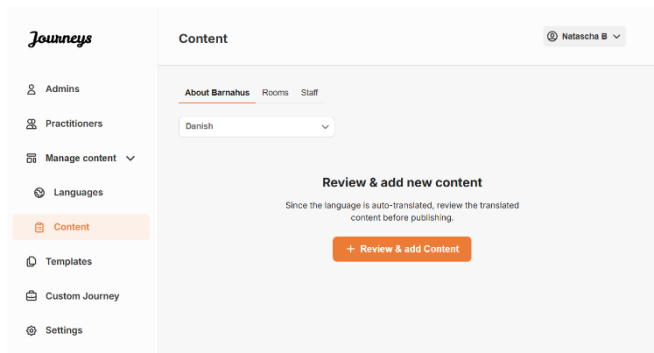 Journeys
Content
Natascha B
Admins
Practitioners
Manage content
Languages
Content
Templates
Custom Journey
Settings
About Barnahus Rooms Staff
Danish
Review & add new content
Since the language is auto-translated, review the translated
content before publishing.
+ Review & add Content